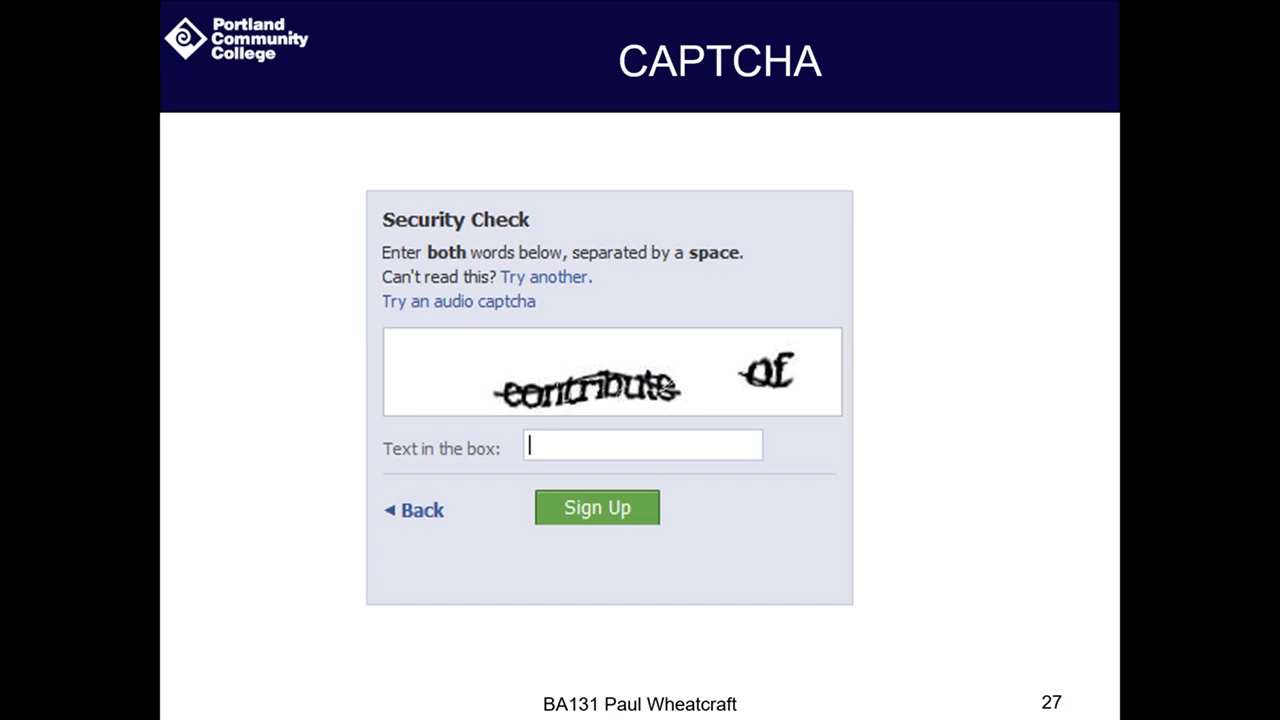 Portland
Community
College
CAPTCHA
Security Check
Enter both words below, separated by a space.
Can't read this? Try another.
Try an audio captcha
contribute of
Text in the box:
◄ Back
Sign Up
BA131 Paul Wheatcraft
27